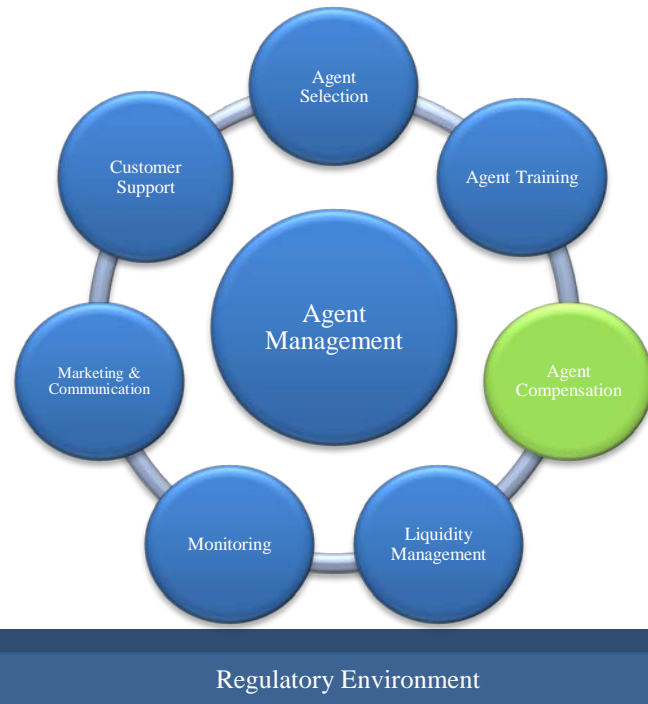 Agent
Selection
Agent Training
Agent
Compensation
Liquidity
Management
Monitoring
Marketing &
Communication
Customer
Support
Agent
Management
Regulatory Environment